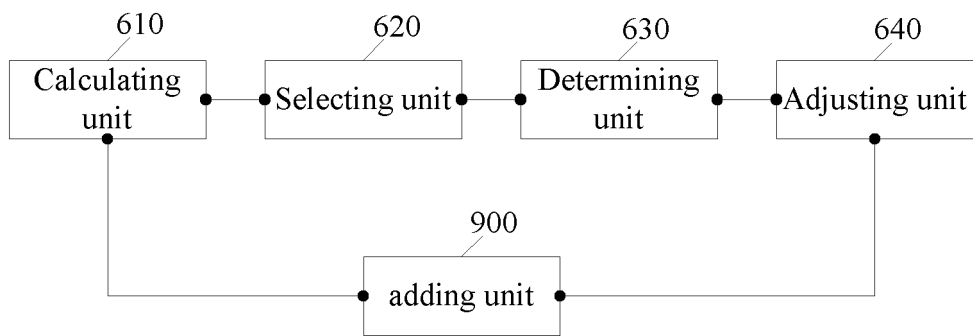 610
620
630
640
Calculating
unit
Selecting unit
Determining
unit
Adjusting unit
900
adding unit